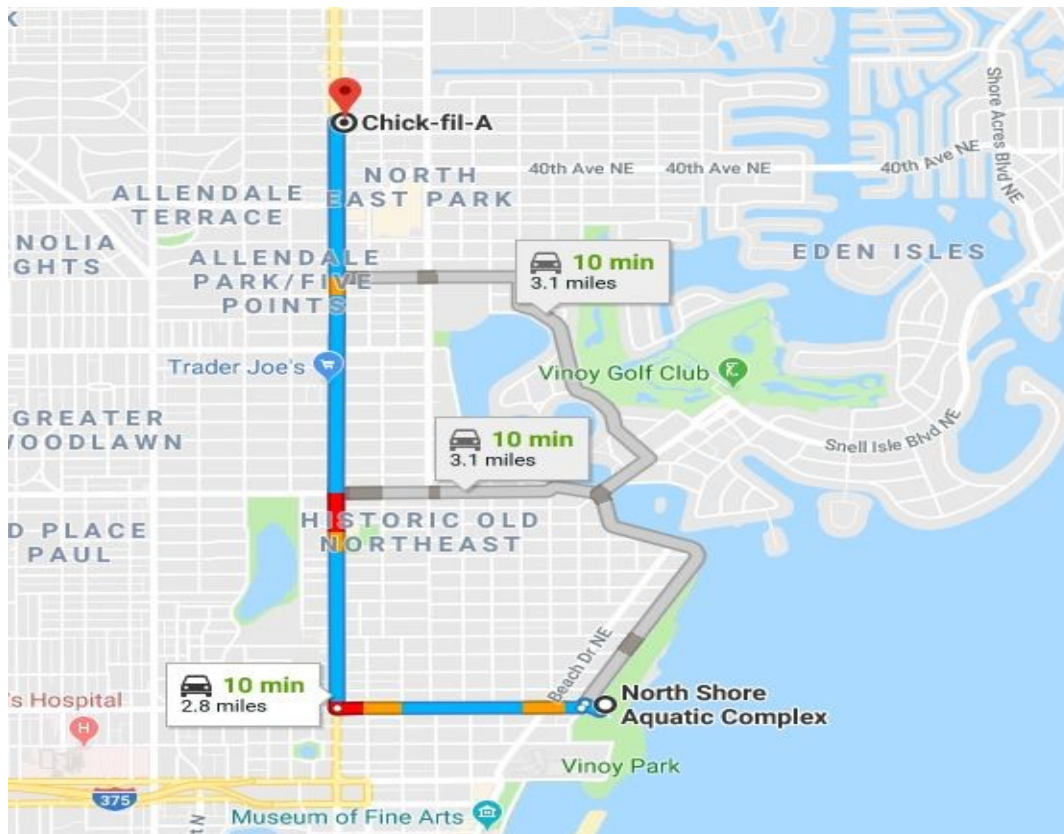 Chick-fil-A
Shore Acres Blvd NE
NORTH
EAST PARK
40th Ave NE
40th Ave NE
40th Ave NE
ALLENDALE
TERRACE
NOLIA
GHTS
ALLENDALE
PARK/FIVE
POINTS
10 min
3.1 miles
EDEN ISLES
Trader Joe's
Vinoy Golf Club
GREATER
WOODLAWN
10 min
3.1 miles
Snell Isle Blvd NE
HISTORIC OLD
NORTHEAST
D PLACE
PAUL
Beach Dr NE
10 min
2.8 miles
North Shore
Aquatic Complex
's Hospital
H
Vinoy Park
375
Museum of Fine Arts
t N